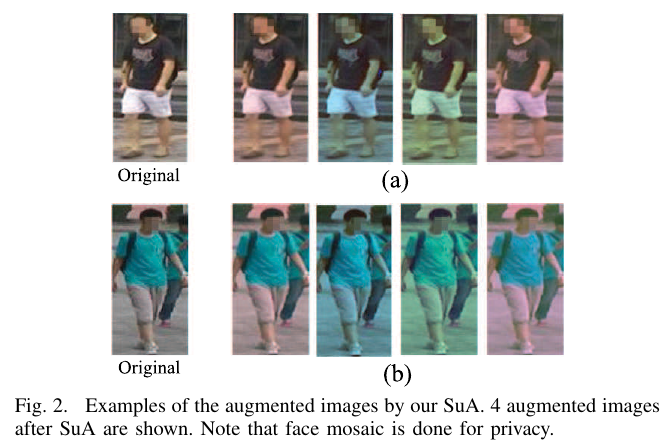 Original
(a)
Original
(b)
Fig. 2. Examples of the augmented images by our SuA. 4 augmented images
after SuA are shown. Note that face mosaic is done for privacy.